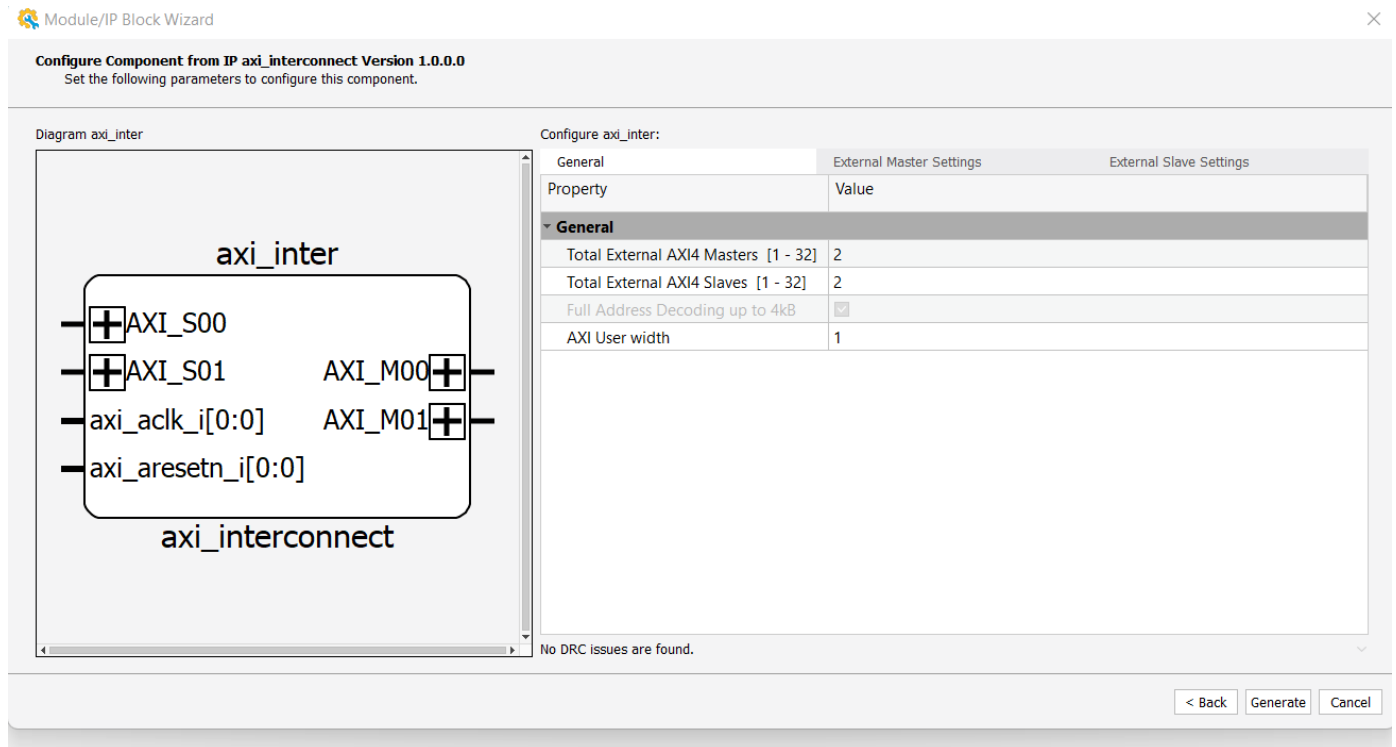 Module/IP Block Wizard
Configure Component from IP axi_interconnect Version 1.0.0.0
Set the following parameters to configure this component.
Diagram axi_inter
axi_inter
AXI_S00
AXI_S01
AXI_M00
axi_aclk_i[0:0]
AXI_M01
axi_aresetn_i[0:0]
axi_interconnect
Configure axi_inter:
General External Master Settings External Slave Settings
Property Value
General
Total External AXI4 Masters [1 - 32] 2
Total External AXI4 Slaves [1 - 32] 2
Full Address Decoding up to 4kB
AXI User width 1
No DRC issues are found.
< Back Generate Cancel